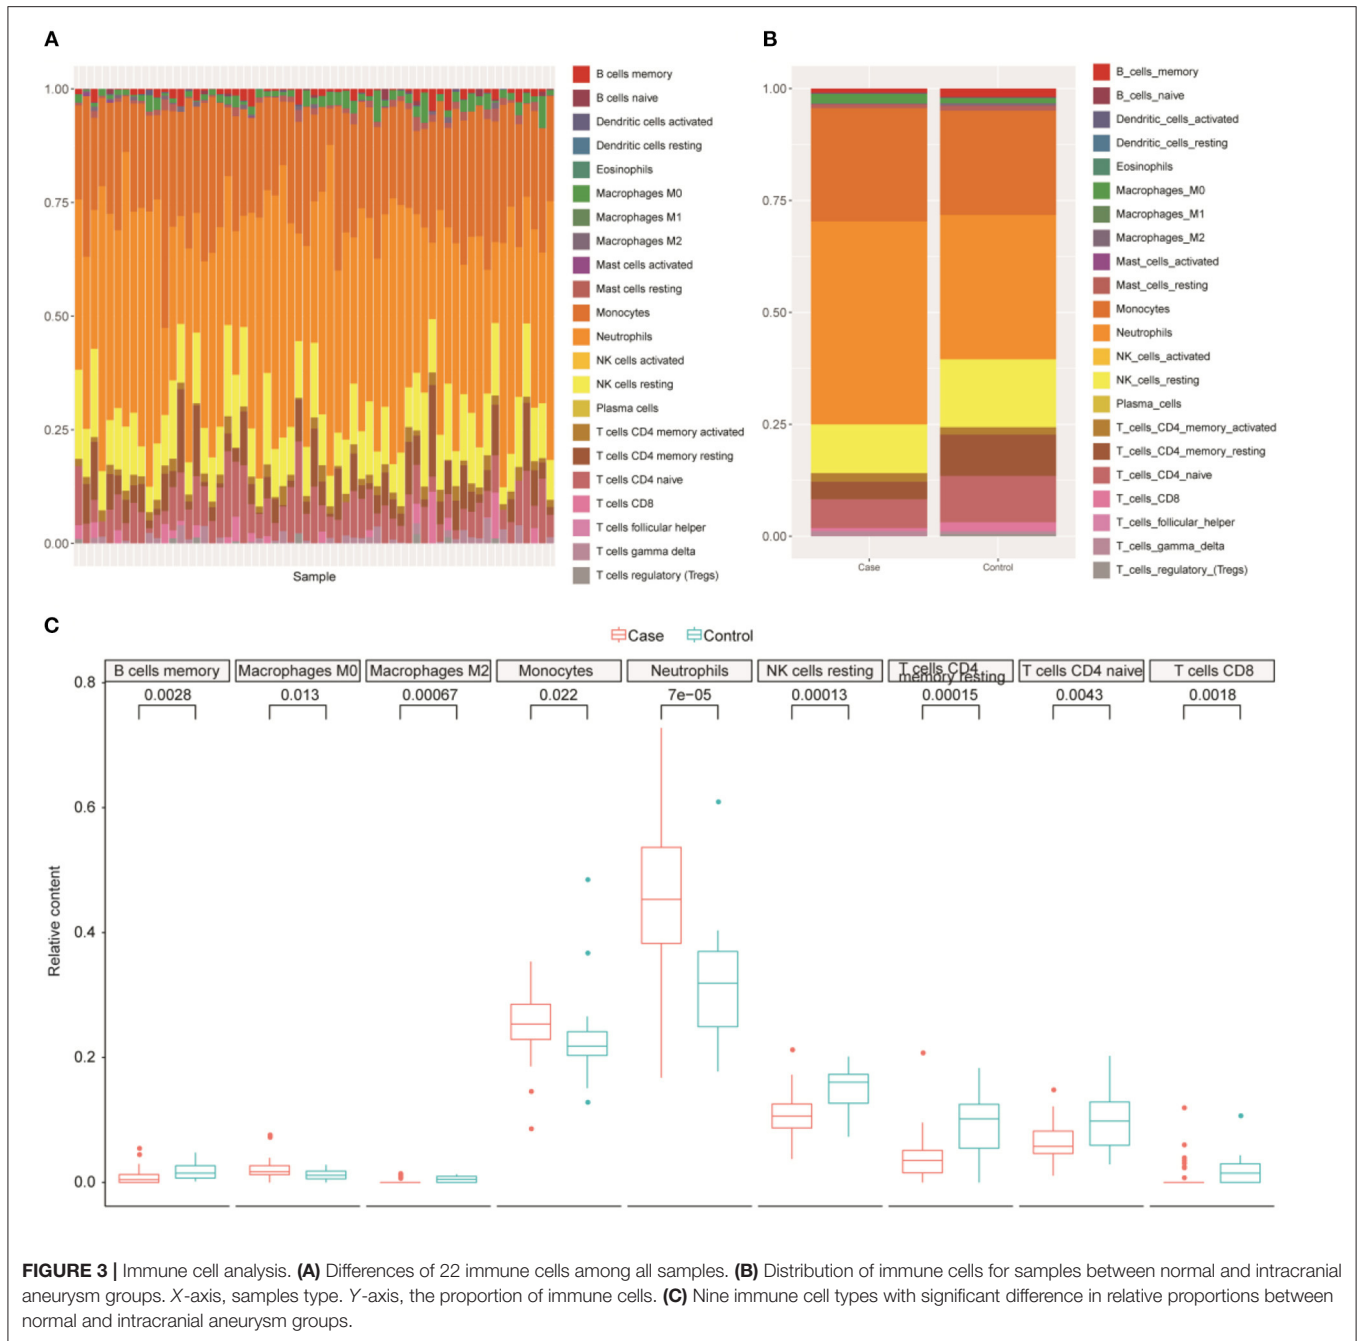 A
1.00
0.75
0.50
0.25
0.00
Sample
B cells memory
B cells naive
Dendritic cells activated
Dendritic cells resting
Eosinophils
Macrophages M0
Macrophages M1
Macrophages M2
Mast cells activated
Mast cells resting
Monocytes
Neutrophils
NK cells activated
NK cells resting
Plasma cells
T cells CD4 memory activated
T cells CD4 memory resting
T cells CD4 naive
T cells CD8
T cells follicular helper
T cells gamma delta
T cells regulatory (Tregs)
B
1.00
0.75
0.50
0.25
0.00
Case Control
B_cells_memory
B_cells_naive
Dendritic_cells_activated
Dendritic_cells_resting
Eosinophils
Macrophages_M0
Macrophages_M1
Macrophages_M2
Mast_cells_activated
Mast_cells_resting
Monocytes
Neutrophils
NK_cells_activated
NK_cells_resting
Plasma_cells
T_cells_CD4_memory_activated
T_cells_CD4_memory_resting
T_cells_CD4_naive
T_cells_CD8
T_cells_follicular_helper
T_cells_gamma_delta
T_cells_regulatory_(Tregs)
C
Case Control
B cells memory Macrophages M0 Macrophages M2 Monocytes Neutrophils NK cells resting T cells CD4 memory resting T cells CD4 naive T cells CD8
0.0028 0.013 0.00067 0.022 7e−05 0.00013 0.00015 0.0043 0.0018
0.8
0.6
0.4
0.2
0.0
Relative content
FIGURE 3 | Immune cell analysis. (A) Differences of 22 immune cells among all samples. (B) Distribution of immune cells for samples between normal and intracranial
aneurysm groups. X-axis, samples type. Y-axis, the proportion of immune cells. (C) Nine immune cell types with significant difference in relative proportions between
normal and intracranial aneurysm groups.